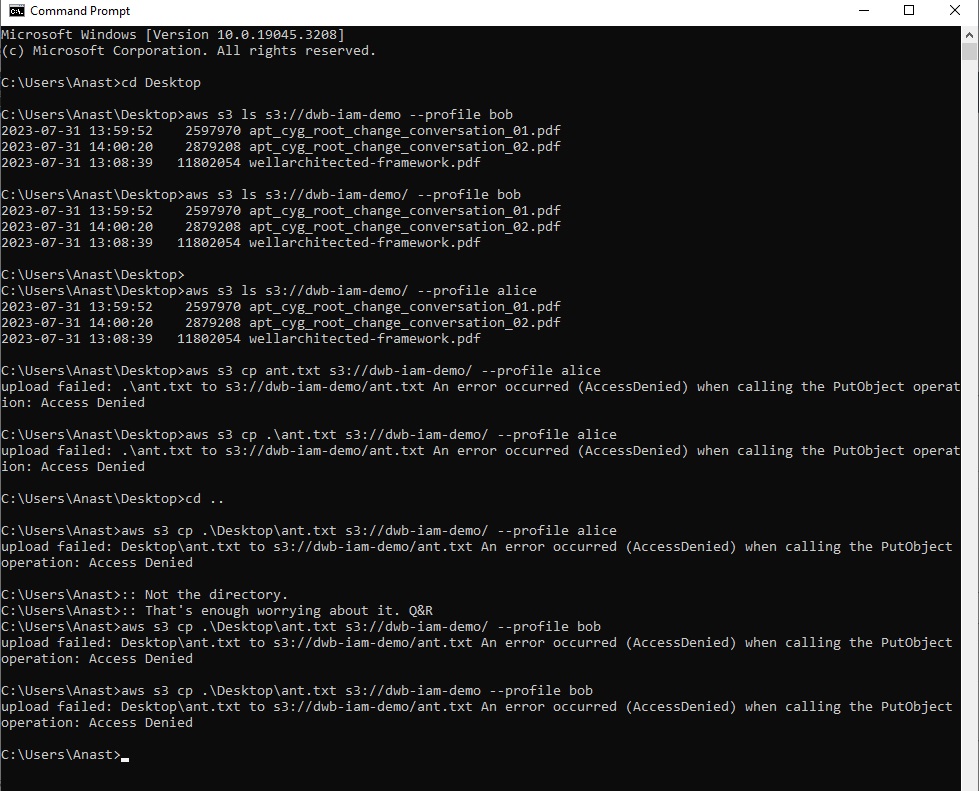 Command Prompt
Microsoft Windows [Version 10.0.19045.3208]
(c) Microsoft Corporation. All rights reserved.
C:\Users\Anast>cd Desktop
C:\Users\Anast\Desktop>aws s3 ls s3://dwb-iam-demo --profile bob
2023-07-31 13:59:52    2597970 apt_cyg_root_change_conversation_01.pdf
2023-07-31 14:00:20    2879208 apt_cyg_root_change_conversation_02.pdf
2023-07-31 13:08:39   11802054 wellarchitected-framework.pdf
C:\Users\Anast\Desktop>aws s3 ls s3://dwb-iam-demo/ --profile bob
2023-07-31 13:59:52    2597970 apt_cyg_root_change_conversation_01.pdf
2023-07-31 14:00:20    2879208 apt_cyg_root_change_conversation_02.pdf
2023-07-31 13:08:39   11802054 wellarchitected-framework.pdf
C:\Users\Anast\Desktop>
C:\Users\Anast\Desktop>aws s3 ls s3://dwb-iam-demo/ --profile alice
2023-07-31 13:59:52    2597970 apt_cyg_root_change_conversation_01.pdf
2023-07-31 14:00:20    2879208 apt_cyg_root_change_conversation_02.pdf
2023-07-31 13:08:39   11802054 wellarchitected-framework.pdf
C:\Users\Anast\Desktop>aws s3 cp ant.txt s3://dwb-iam-demo/ --profile alice
upload failed: .\ant.txt to s3://dwb-iam-demo/ant.txt An error occurred (AccessDenied) when calling the PutObject operat
ion: Access Denied
C:\Users\Anast\Desktop>aws s3 cp .\ant.txt s3://dwb-iam-demo/ --profile alice
upload failed: .\ant.txt to s3://dwb-iam-demo/ant.txt An error occurred (AccessDenied) when calling the PutObject operat
ion: Access Denied
C:\Users\Anast\Desktop>cd ..
C:\Users\Anast>aws s3 cp .\Desktop\ant.txt s3://dwb-iam-demo/ --profile alice
upload failed: Desktop\ant.txt to s3://dwb-iam-demo/ant.txt An error occurred (AccessDenied) when calling the PutObject
operation: Access Denied
C:\Users\Anast>:: Not the directory.
C:\Users\Anast>:: That's enough worrying about it. Q&R
C:\Users\Anast>aws s3 cp .\Desktop\ant.txt s3://dwb-iam-demo/ --profile bob
upload failed: Desktop\ant.txt to s3://dwb-iam-demo/ant.txt An error occurred (AccessDenied) when calling the PutObject
operation: Access Denied
C:\Users\Anast>aws s3 cp .\Desktop\ant.txt s3://dwb-iam-demo --profile bob
upload failed: Desktop\ant.txt to s3://dwb-iam-demo/ant.txt An error occurred (AccessDenied) when calling the PutObject
operation: Access Denied
C:\Users\Anast>